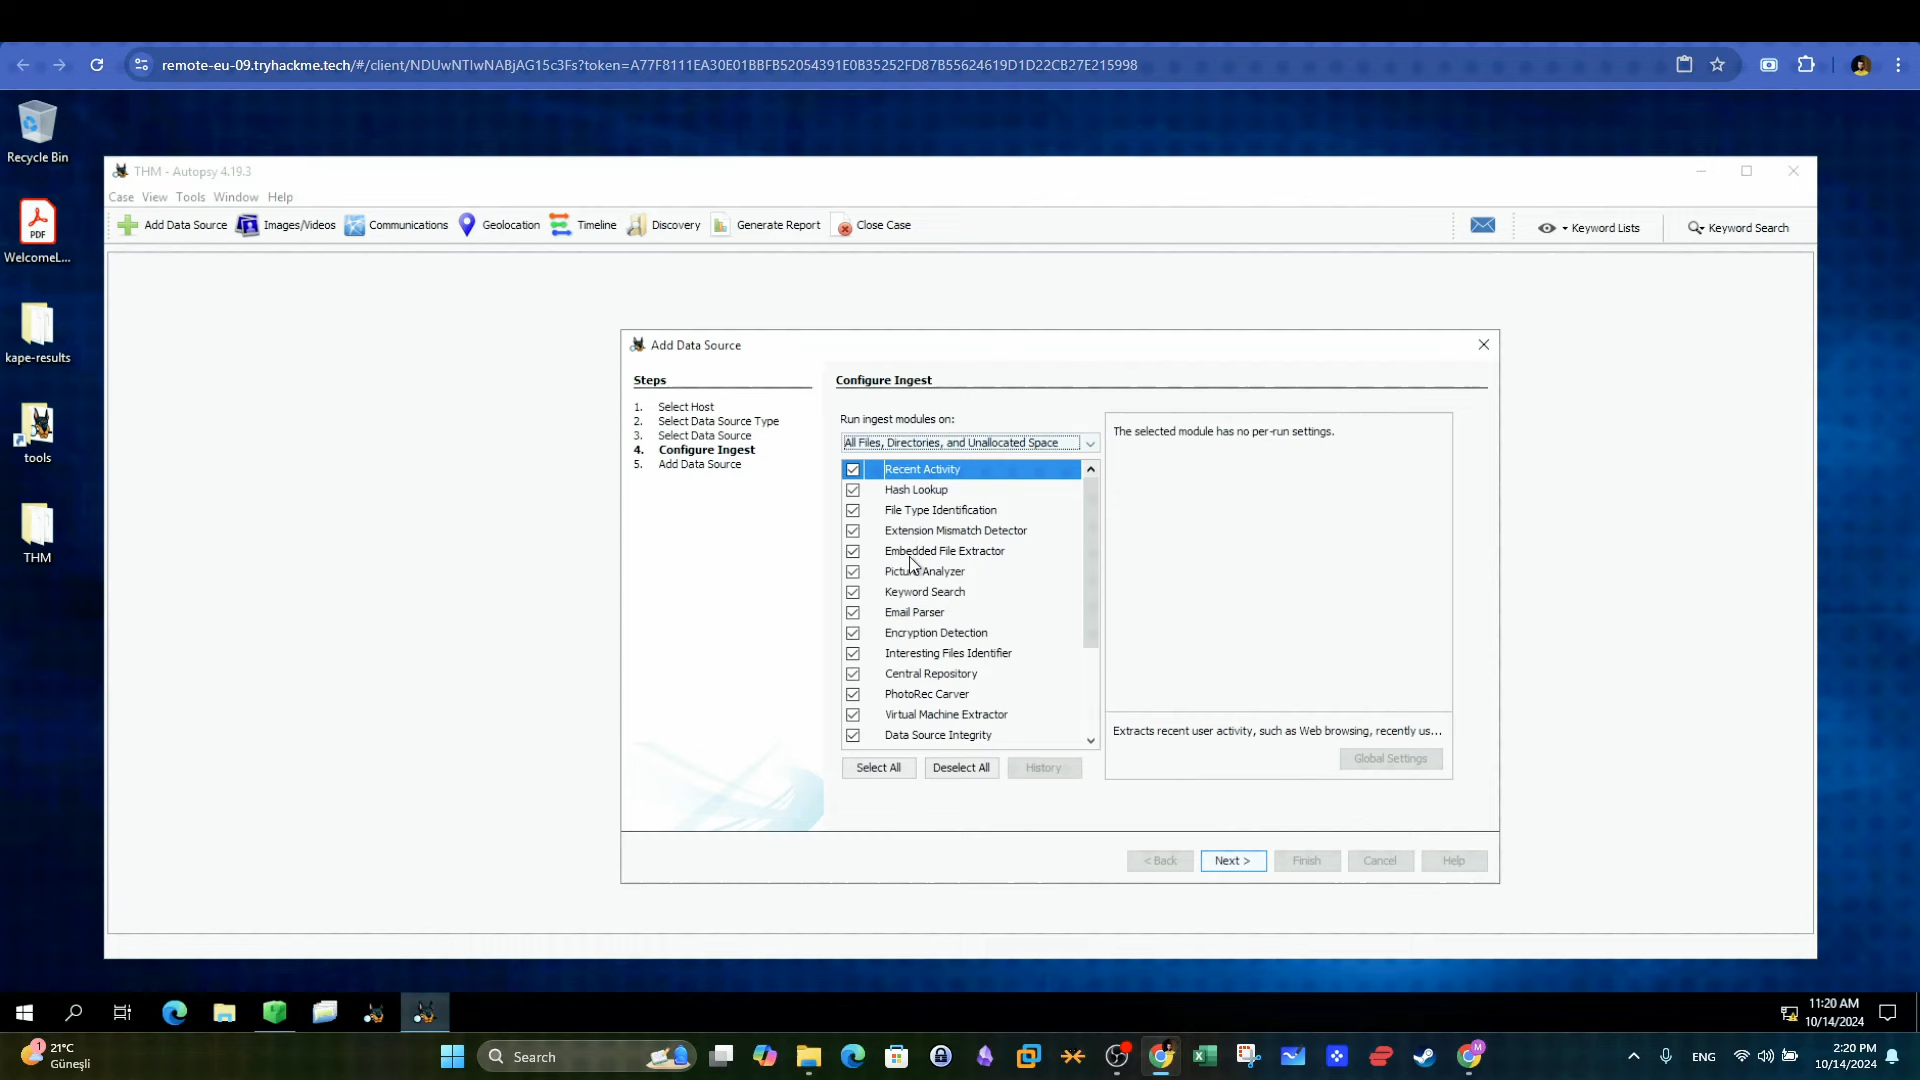 remote-eu-09.tryhackme.tech/#/client/NDUwNTIwNABjAG15c3Fs?token=A77F8111EA30E01BBFB52054391E0B35252FD87B55624619D1D22CB27E215998
Recycle Bin
PDF
WelcomeL...
kape-results
tools
THM
THM - Autopsy 4.19.3
Case View Tools Window Help
Add Data Source Images/Videos Communications Geolocation Timeline Discovery Generate Report Close Case Keyword Lists Keyword Search
Add Data Source
Steps
1. Select Host
2. Select Data Source Type
3. Select Data Source
4. Configure Ingest
5. Add Data Source
Configure Ingest
Run ingest modules on:
All Files, Directories, and Unallocated Space
Recent Activity
Hash Lookup
File Type Identification
Extension Mismatch Detector
Embedded File Extractor
Picture Analyzer
Keyword Search
Email Parser
Encryption Detection
Interesting Files Identifier
Central Repository
PhotoRec Carver
Virtual Machine Extractor
Data Source Integrity
Select All Deselect All History
The selected module has no per-run settings.
Extracts recent user activity, such as Web browsing, recently us...
Global Settings
< Back Next > Finish Cancel Help
11:20 AM
10/14/2024
1
21°C
Güneşli
Search
M
ENG
2:20 PM
10/14/2024